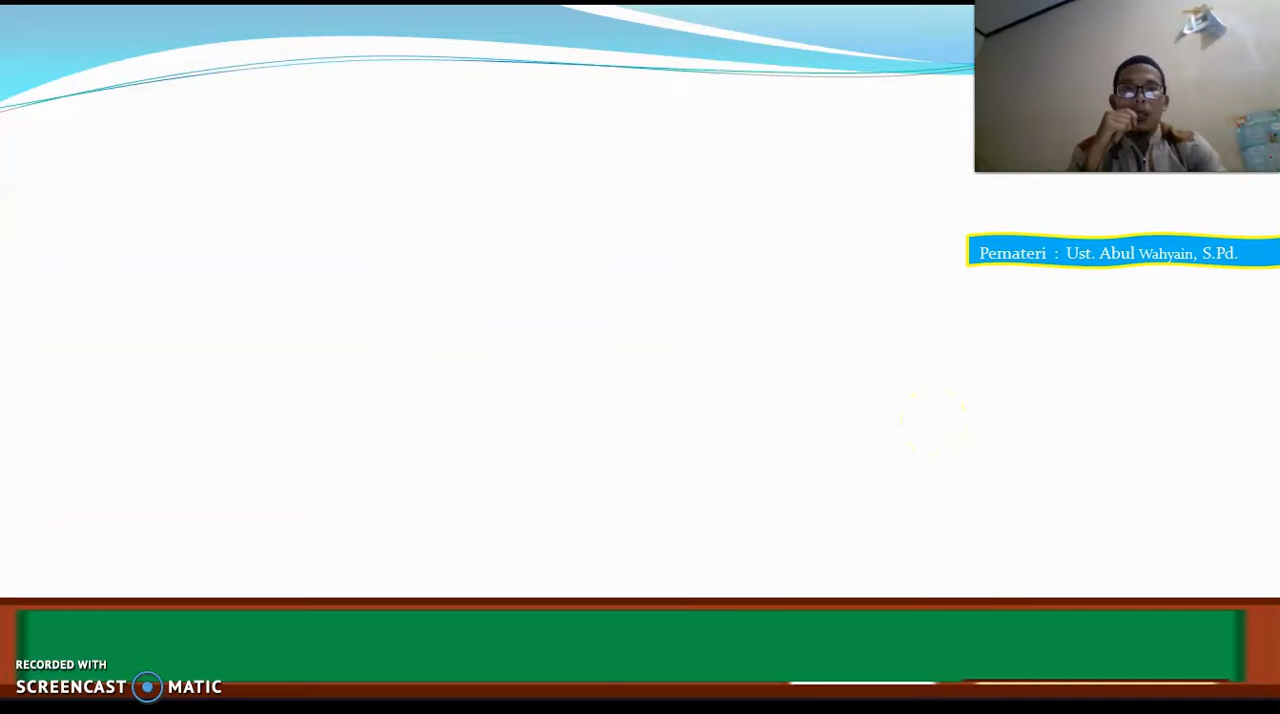 Pemateri : Ust. Abul Wahyain, S.Pd.
RECORDED WITH
SCREENCAST MATIC